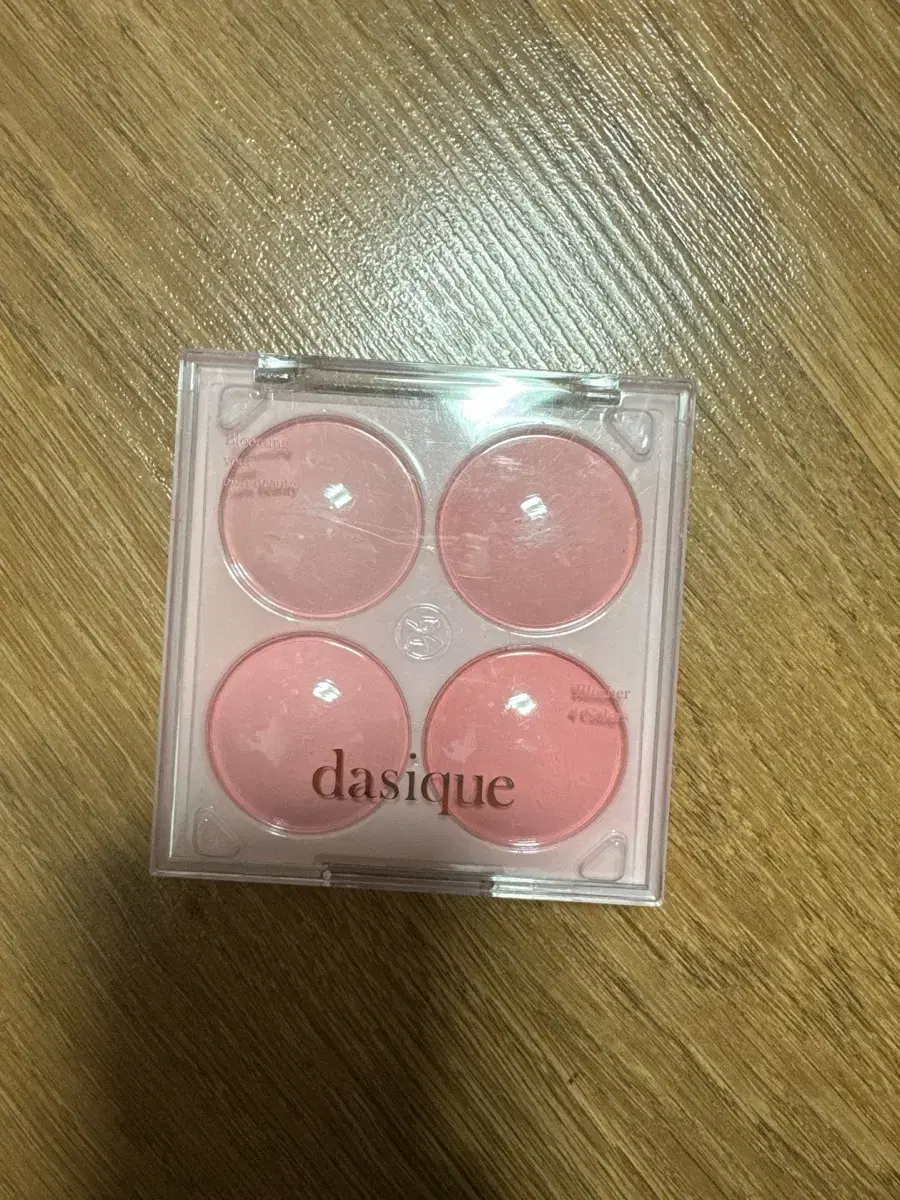 Blooming
your
own beauty
Blusher
4 Colors
dasique